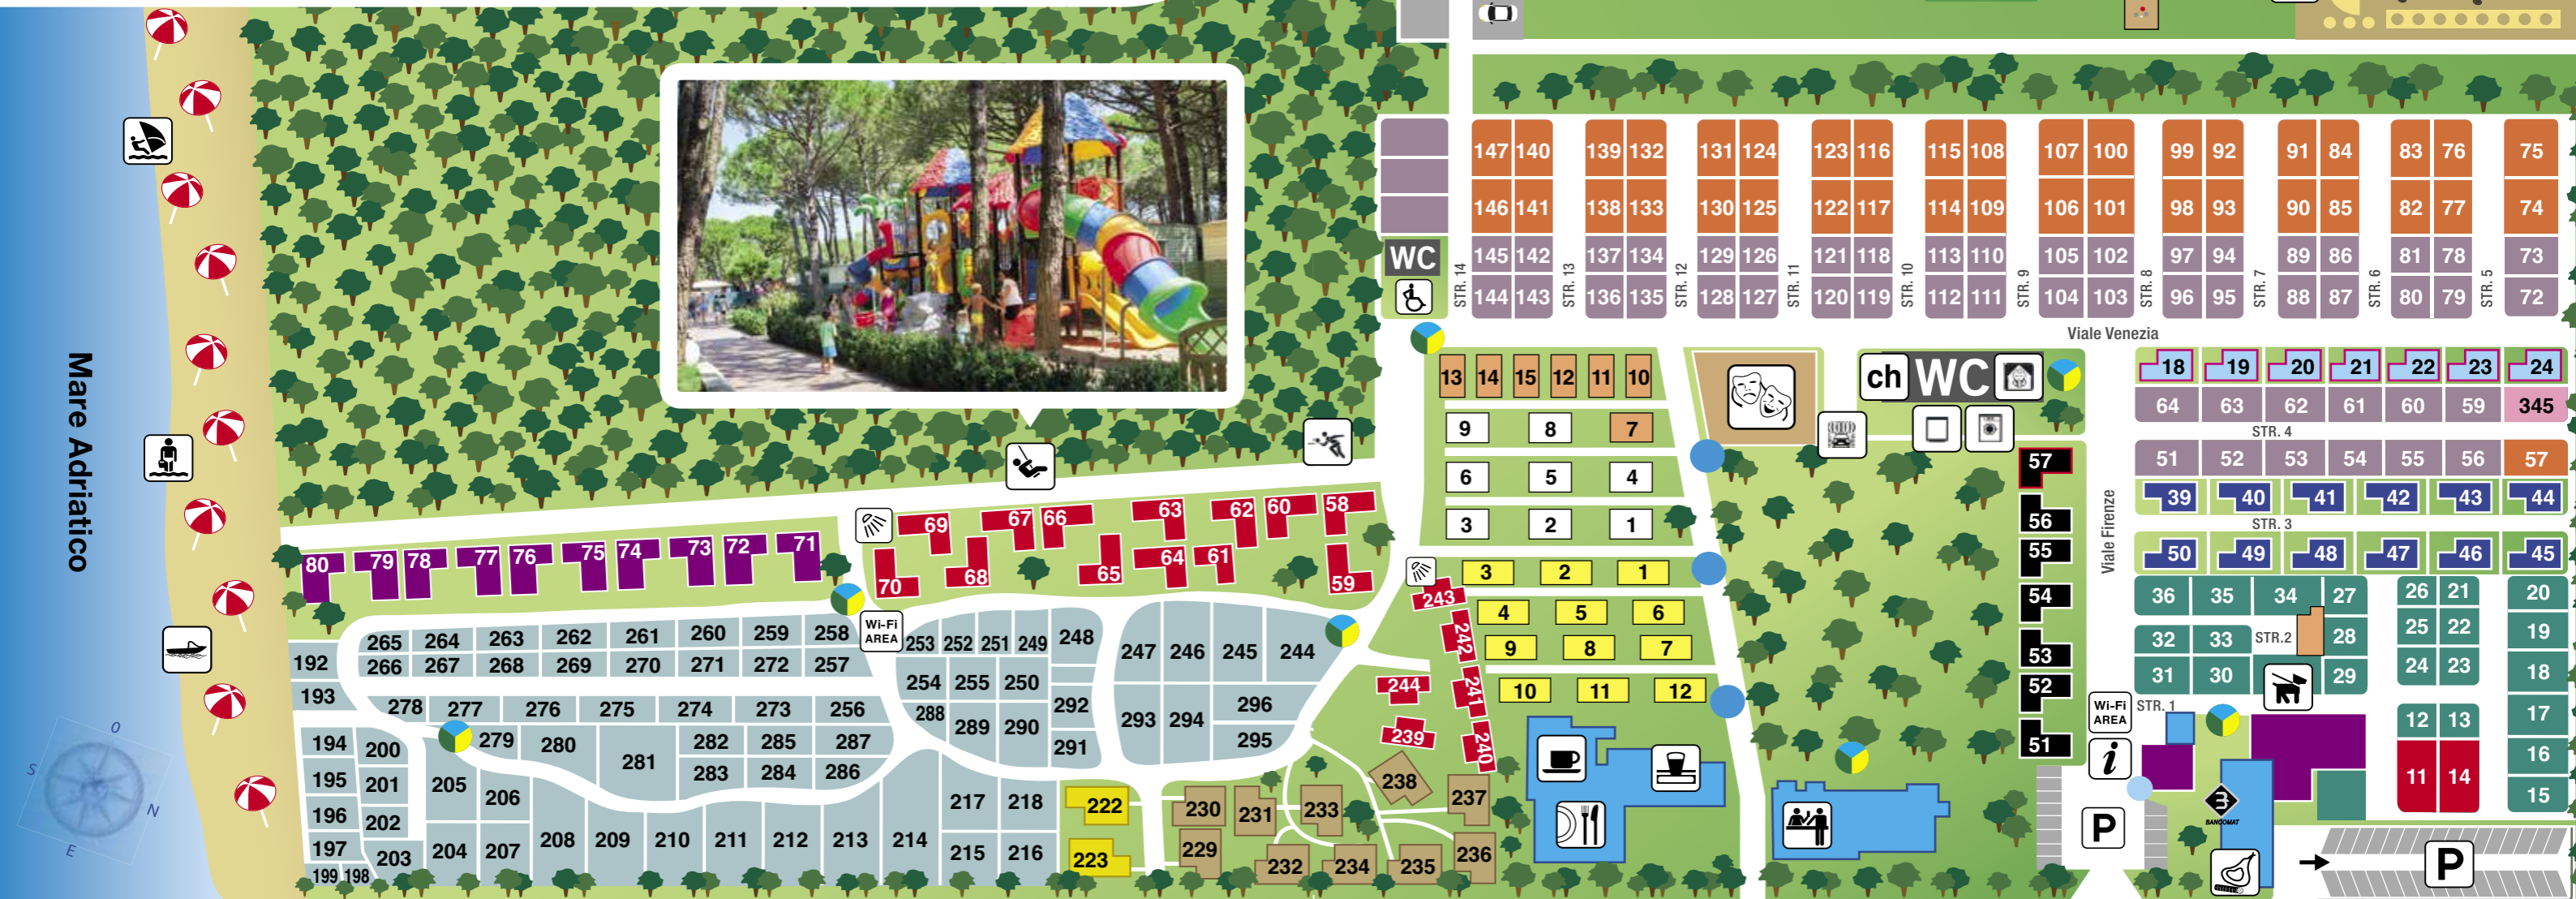 Mare Adriatico
O
S
N
E
147 140 139 132 131 124 123 116 115 108 107 100 99 92 91 84 83 76 75
146 141 138 133 130 125 122 117 114 109 106 101 98 93 90 85 82 77 74
WC 145 142 137 134 129 126 121 118 113 110 105 102 97 94 89 86 81 78 73
144 143 136 135 128 127 120 119 112 111 104 103 96 95 88 87 80 79 72
STR. 14
STR. 13
STR. 12
STR. 11
STR. 10
STR. 9
STR. 8
STR. 7
STR. 6
STR. 5
Viale Venezia
13 14 15 12 11 10
9 8 7
6 5 4
3 2 1
3 2 1
4 5 6
9 8 7
10 11 12
ch WC
18 19 20 21 22 23 24
64 63 62 61 60 59 345
STR. 4
51 52 53 54 55 56 57
39 40 41 42 43 44
STR. 3
50 49 48 47 46 45
Viale Firenze
57
56
55
54
53
52
51
36 35 34 27 26 21 20
32 33 STR.2 28 25 22 19
31 30 29 24 23 18
STR. 1
12 13 17
11 14 16
15
Wi-Fi
AREA
i
P
3
BANCOMAT
P
80 79 78 77 76 75 74 73 72 71
69 67 66 63 62 60 58
70 68 65 64 61 59
Wi-Fi
AREA
265 264 263 262 261 260 259 258
266 267 268 269 270 271 272 257
278 277 276 275 274 273 256
279 280 281 282 285 287
283 284 286
192
193
194 200
195 201
196 202
197 203
199 198
205 206
204 207 208 209 210 211 212 213 214
217 218
215 216
253 252 251 249 248
254 255 250
288 289 290 292
291
247 246 245 244
293 294 296
295
243
242
244 241
239 240
222
223
230 231 233 238 237
229 232 234 235 236